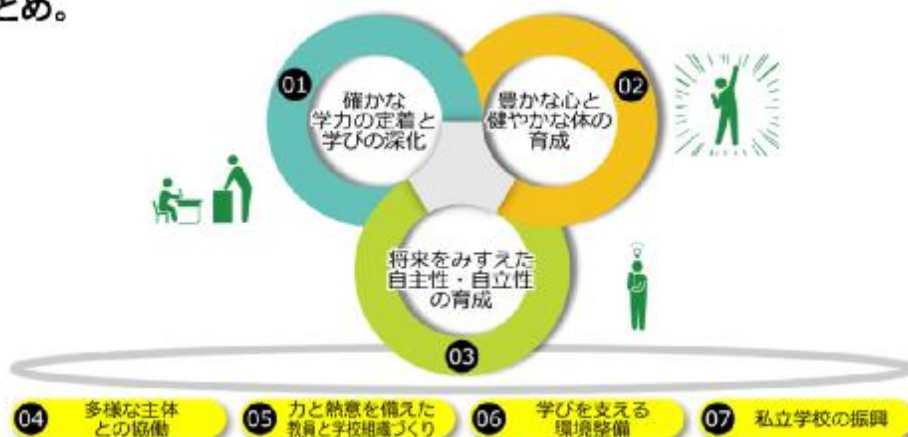 とめ。
01
確かな
学力の定着と
学びの深化
02
豊かな心と
健やかな体の
育成
将来をみすえた
自主性・自立性
の育成
03
04
多様な主体
との協働
05
力と熱意を備えた
教員と学校組織づくり
06
学びを支える
環境整備
07
私立学校の振興